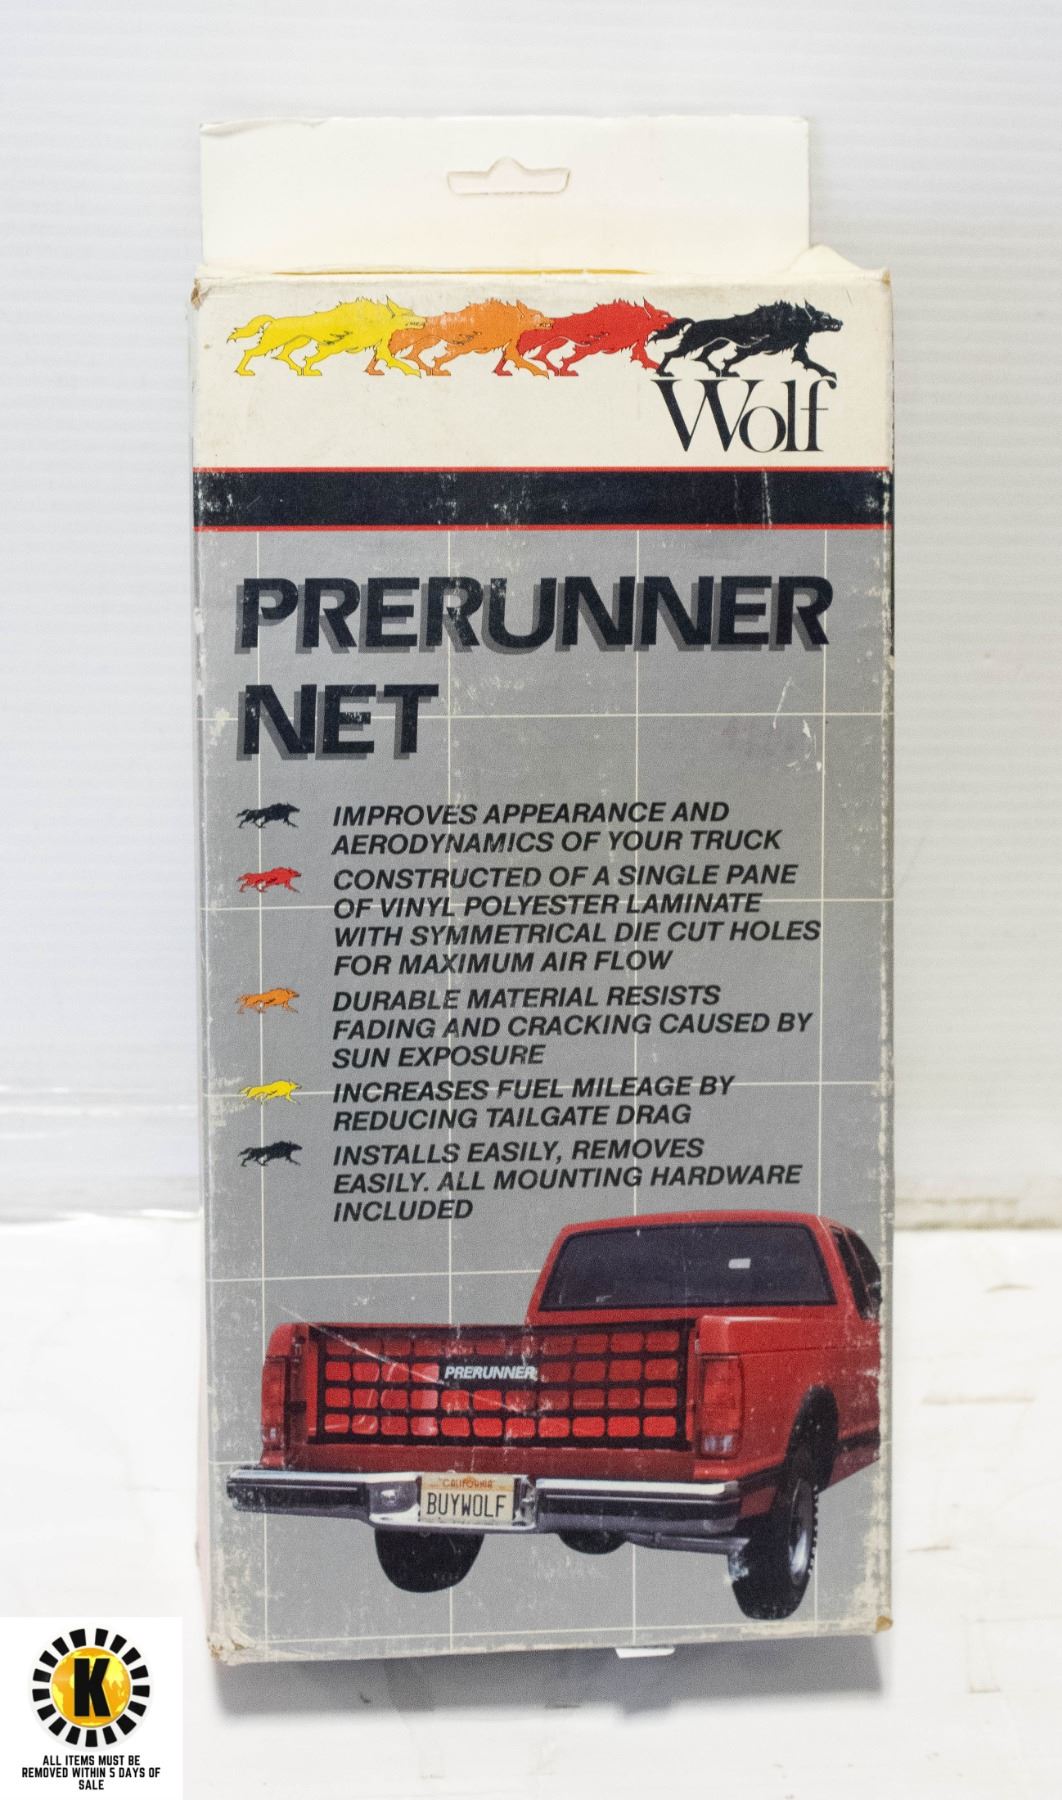 Wolf
PRERUNNER
NET
IMPROVES APPEARANCE AND
AERODYNAMICS OF YOUR TRUCK
CONSTRUCTED OF A SINGLE PANE
OF VINYL POLYESTER LAMINATE
WITH SYMMETRICAL DIE CUT HOLES
FOR MAXIMUM AIR FLOW
DURABLE MATERIAL RESISTS
FADING AND CRACKING CAUSED BY
SUN EXPOSURE
INCREASES FUEL MILEAGE BY
REDUCING TAILGATE DRAG
INSTALLS EASILY, REMOVES
EASILY. ALL MOUNTING HARDWARE
INCLUDED
PRERUNNER
CALIFORNIA
BUYWOLF
K
ALL ITEMS MUST BE
REMOVED WITHIN 5 DAYS OF
SALE